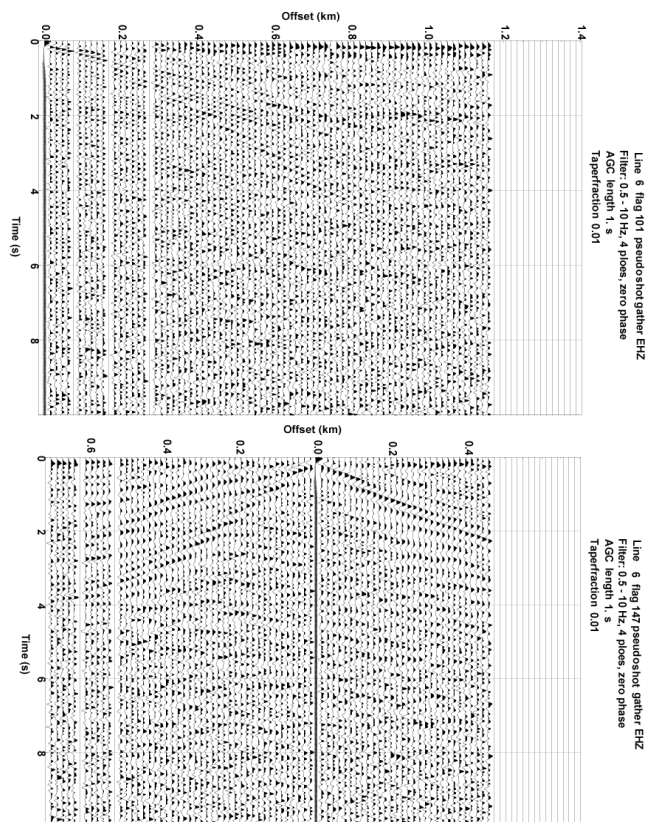 Offset (km)
0.0 0.2 0.4 0.6 0.8 1.0 1.2 1.4
0
2
4
6
8
Time (s)
Line 6 flag 101 pseudoshot gather EHZ
Filter: 0.5 - 10 Hz, 4 ploes, zero phase
AGC length 1. s
Taperfraction 0.01
Offset (km)
0.6 0.4 0.2 0.0 0.2 0.4
0
2
4
6
8
Time (s)
Line 6 flag 147 pseudoshot gather EHZ
Filter: 0.5 - 10 Hz, 4 ploes, zero phase
AGC length 1. s
Taperfraction 0.01